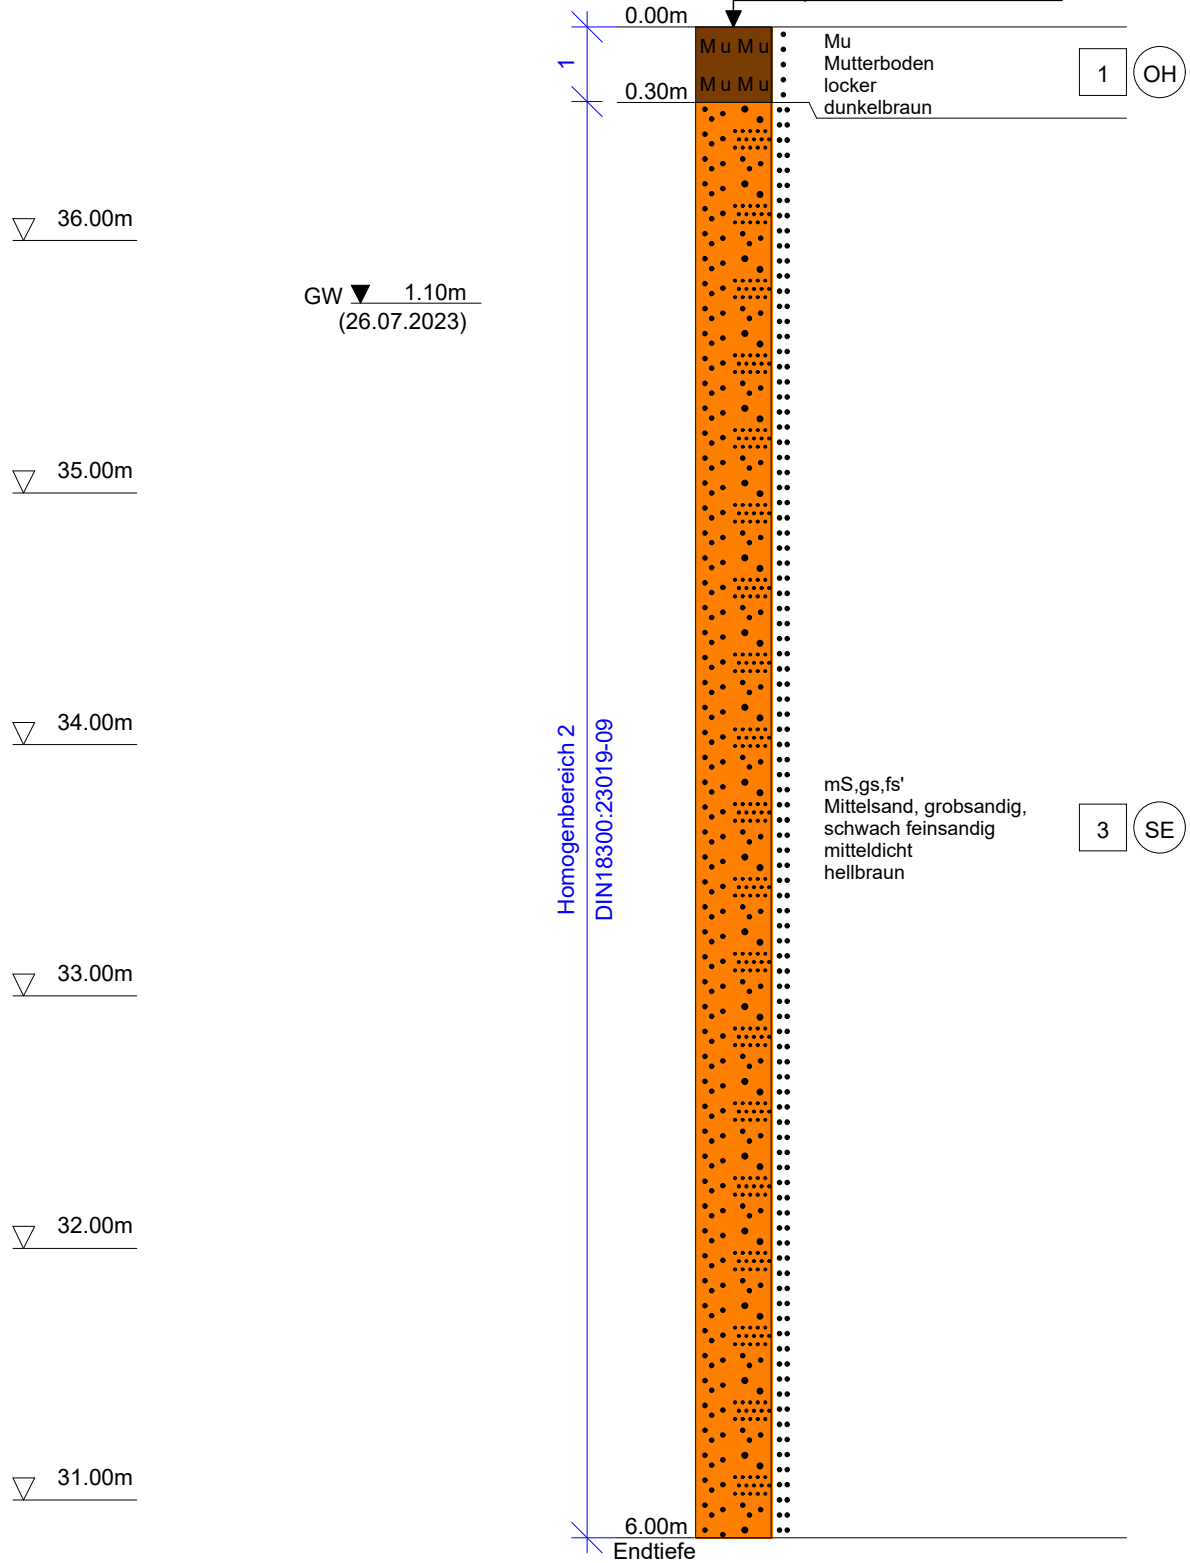 0.00m
Mu Mu
Mu Mu
0.30m
1
Mu
Mutterboden
locker
dunkelbraun
1 OH
36.00m
GW 1.10m
(26.07.2023)
35.00m
34.00m
Homogenbereich 2
DIN18300:23019-09
mS,gs,fs'
Mittelsand, grobsandig,
schwach feinsandig
mitteldicht
hellbraun
3 SE
33.00m
32.00m
31.00m
6.00m
Endtiefe